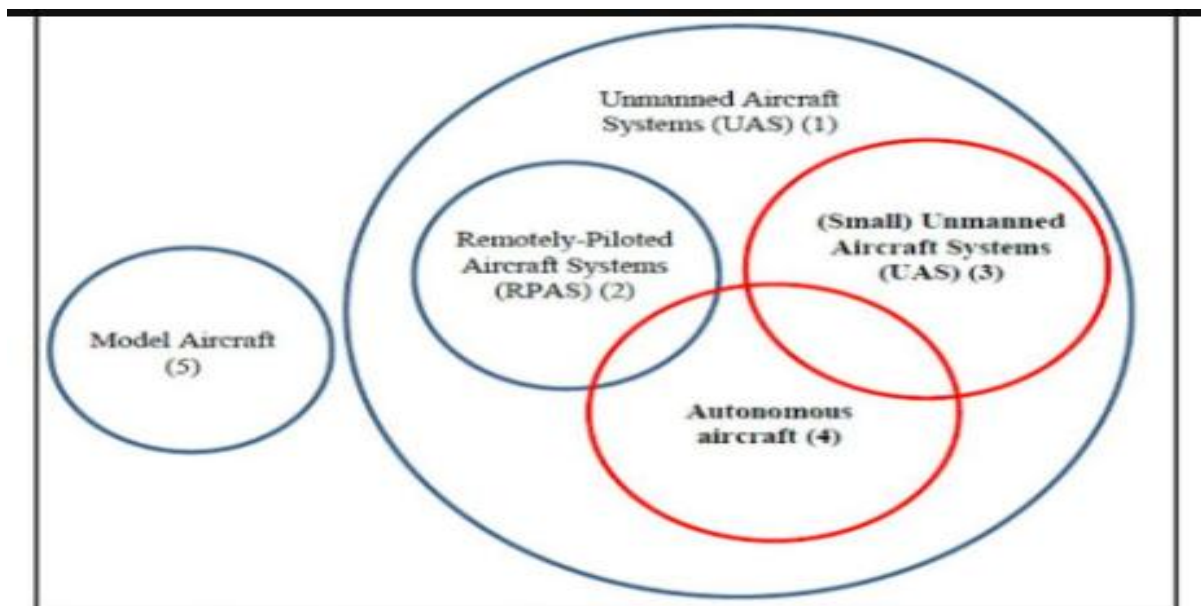 Unmanned Aircraft
Systems (UAS) (1)
(Small) Unmanned
Aircraft Systems
(UAS) (3)
Remotely-Piloted
Aircraft Systems
(RPAS) (2)
Model Aircraft
(5)
Autonomous
aircraft (4)